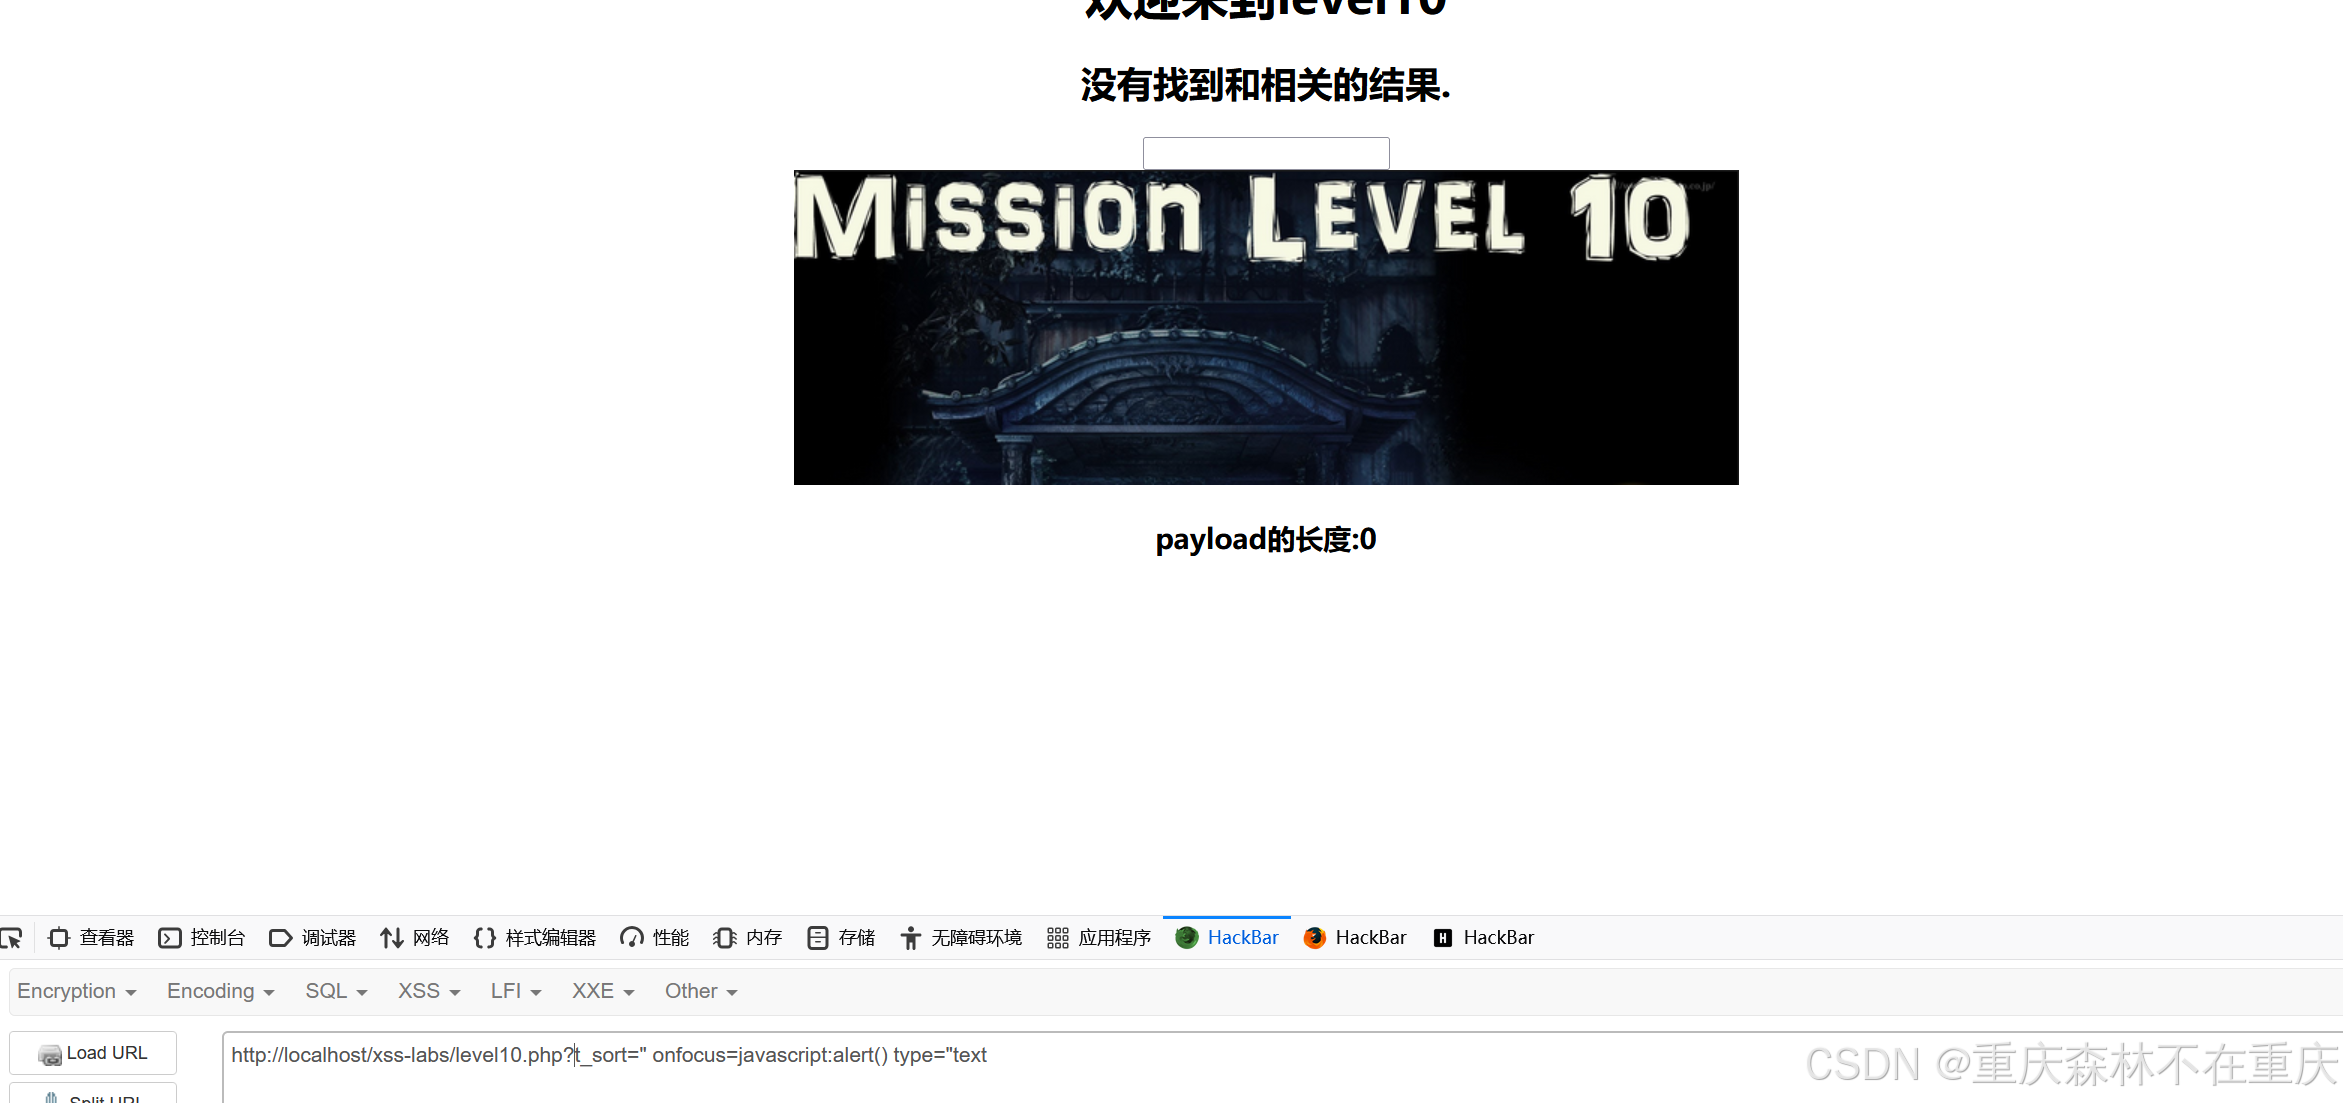 欢迎来到level10
没有找到和相关的结果.
Mission Level 10
payload的长度:0
查看器 控制台 调试器 网络 样式编辑器 性能 内存 存储 无障碍环境 应用程序 HackBar HackBar HackBar
Encryption Encoding SQL XSS LFI XXE Other
Load URL
http://localhost/xss-labs/level10.php?t_sort=" onfocus=javascript:alert() type="text
Split URL
CSDN @重庆森林不在重庆